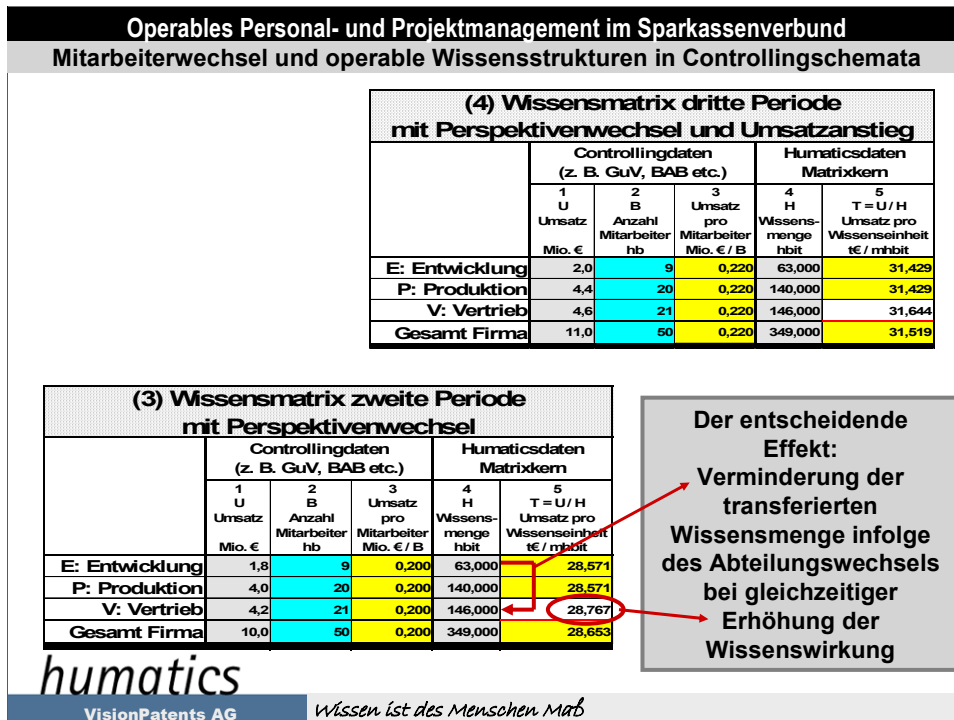 Operables Personal- und Projektmanagement im Sparkassenverbund
Mitarbeiterwechsel und operable Wissensstrukturen in Controllingschemata
(4) Wissensmatrix dritte Periode
mit Perspektivenwechsel und Umsatzanstieg
Controllingdaten Humaticsdaten
(z. B. GuV, BAB etc.) Matrixkern
1 2 3 4 5
U B Umsatz H T = U / H
Umsatz Anzahl pro Wissens- Umsatz pro
Mitarbeiter Mitarbeiter menge Wissenseinheit
Mio. € hb Mio. € / B hbit t€ / mhbit
E: Entwicklung 2,0 9 0,220 63,000 31,429
P: Produktion 4,4 20 0,220 140,000 31,429
V: Vertrieb 4,6 21 0,220 146,000 31,644
Gesamt Firma 11,0 50 0,220 349,000 31,519
(3) Wissensmatrix zweite Periode
mit Perspektivenwechsel
Controllingdaten Humaticsdaten
(z. B. GuV, BAB etc.) Matrixkern
1 2 3 4 5
U B Umsatz H T = U / H
Umsatz Anzahl pro Wissens- Umsatz pro
Mitarbeiter Mitarbeiter menge Wissenseinheit
Mio. € hb Mio. € / B hbit t€ / mhbit
E: Entwicklung 1,8 9 0,200 63,000 28,571
P: Produktion 4,0 20 0,200 140,000 28,571
V: Vertrieb 4,2 21 0,200 146,000 28,767
Gesamt Firma 10,0 50 0,200 349,000 28,653
Der entscheidende
Effekt:
Verminderung der
transferierten
Wissensmenge infolge
des Abteilungswechsels
bei gleichzeitiger
Erhöhung der
Wissenswirkung
humatics
VisionPatents AG
Wissen ist des Menschen Maß